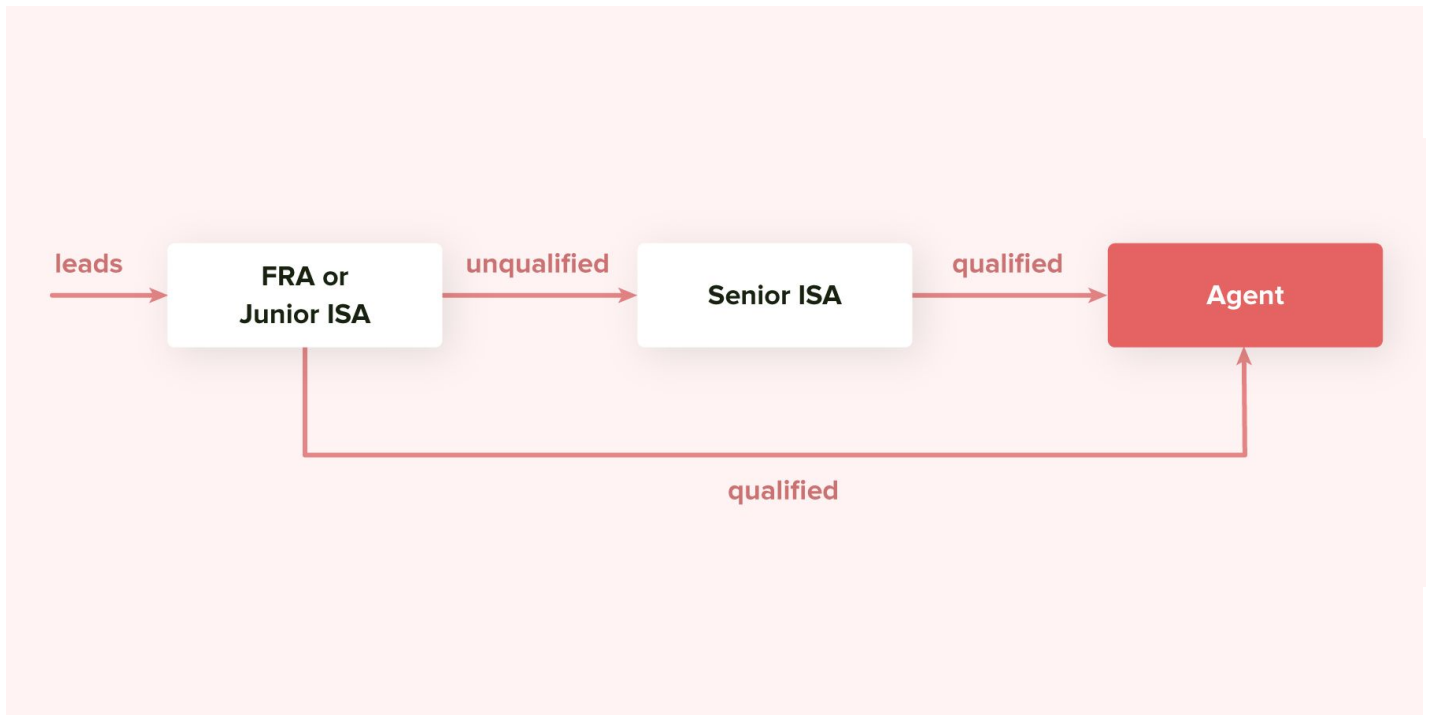 leads
FRA or
Junior ISA
unqualified
Senior ISA
qualified
Agent
qualified